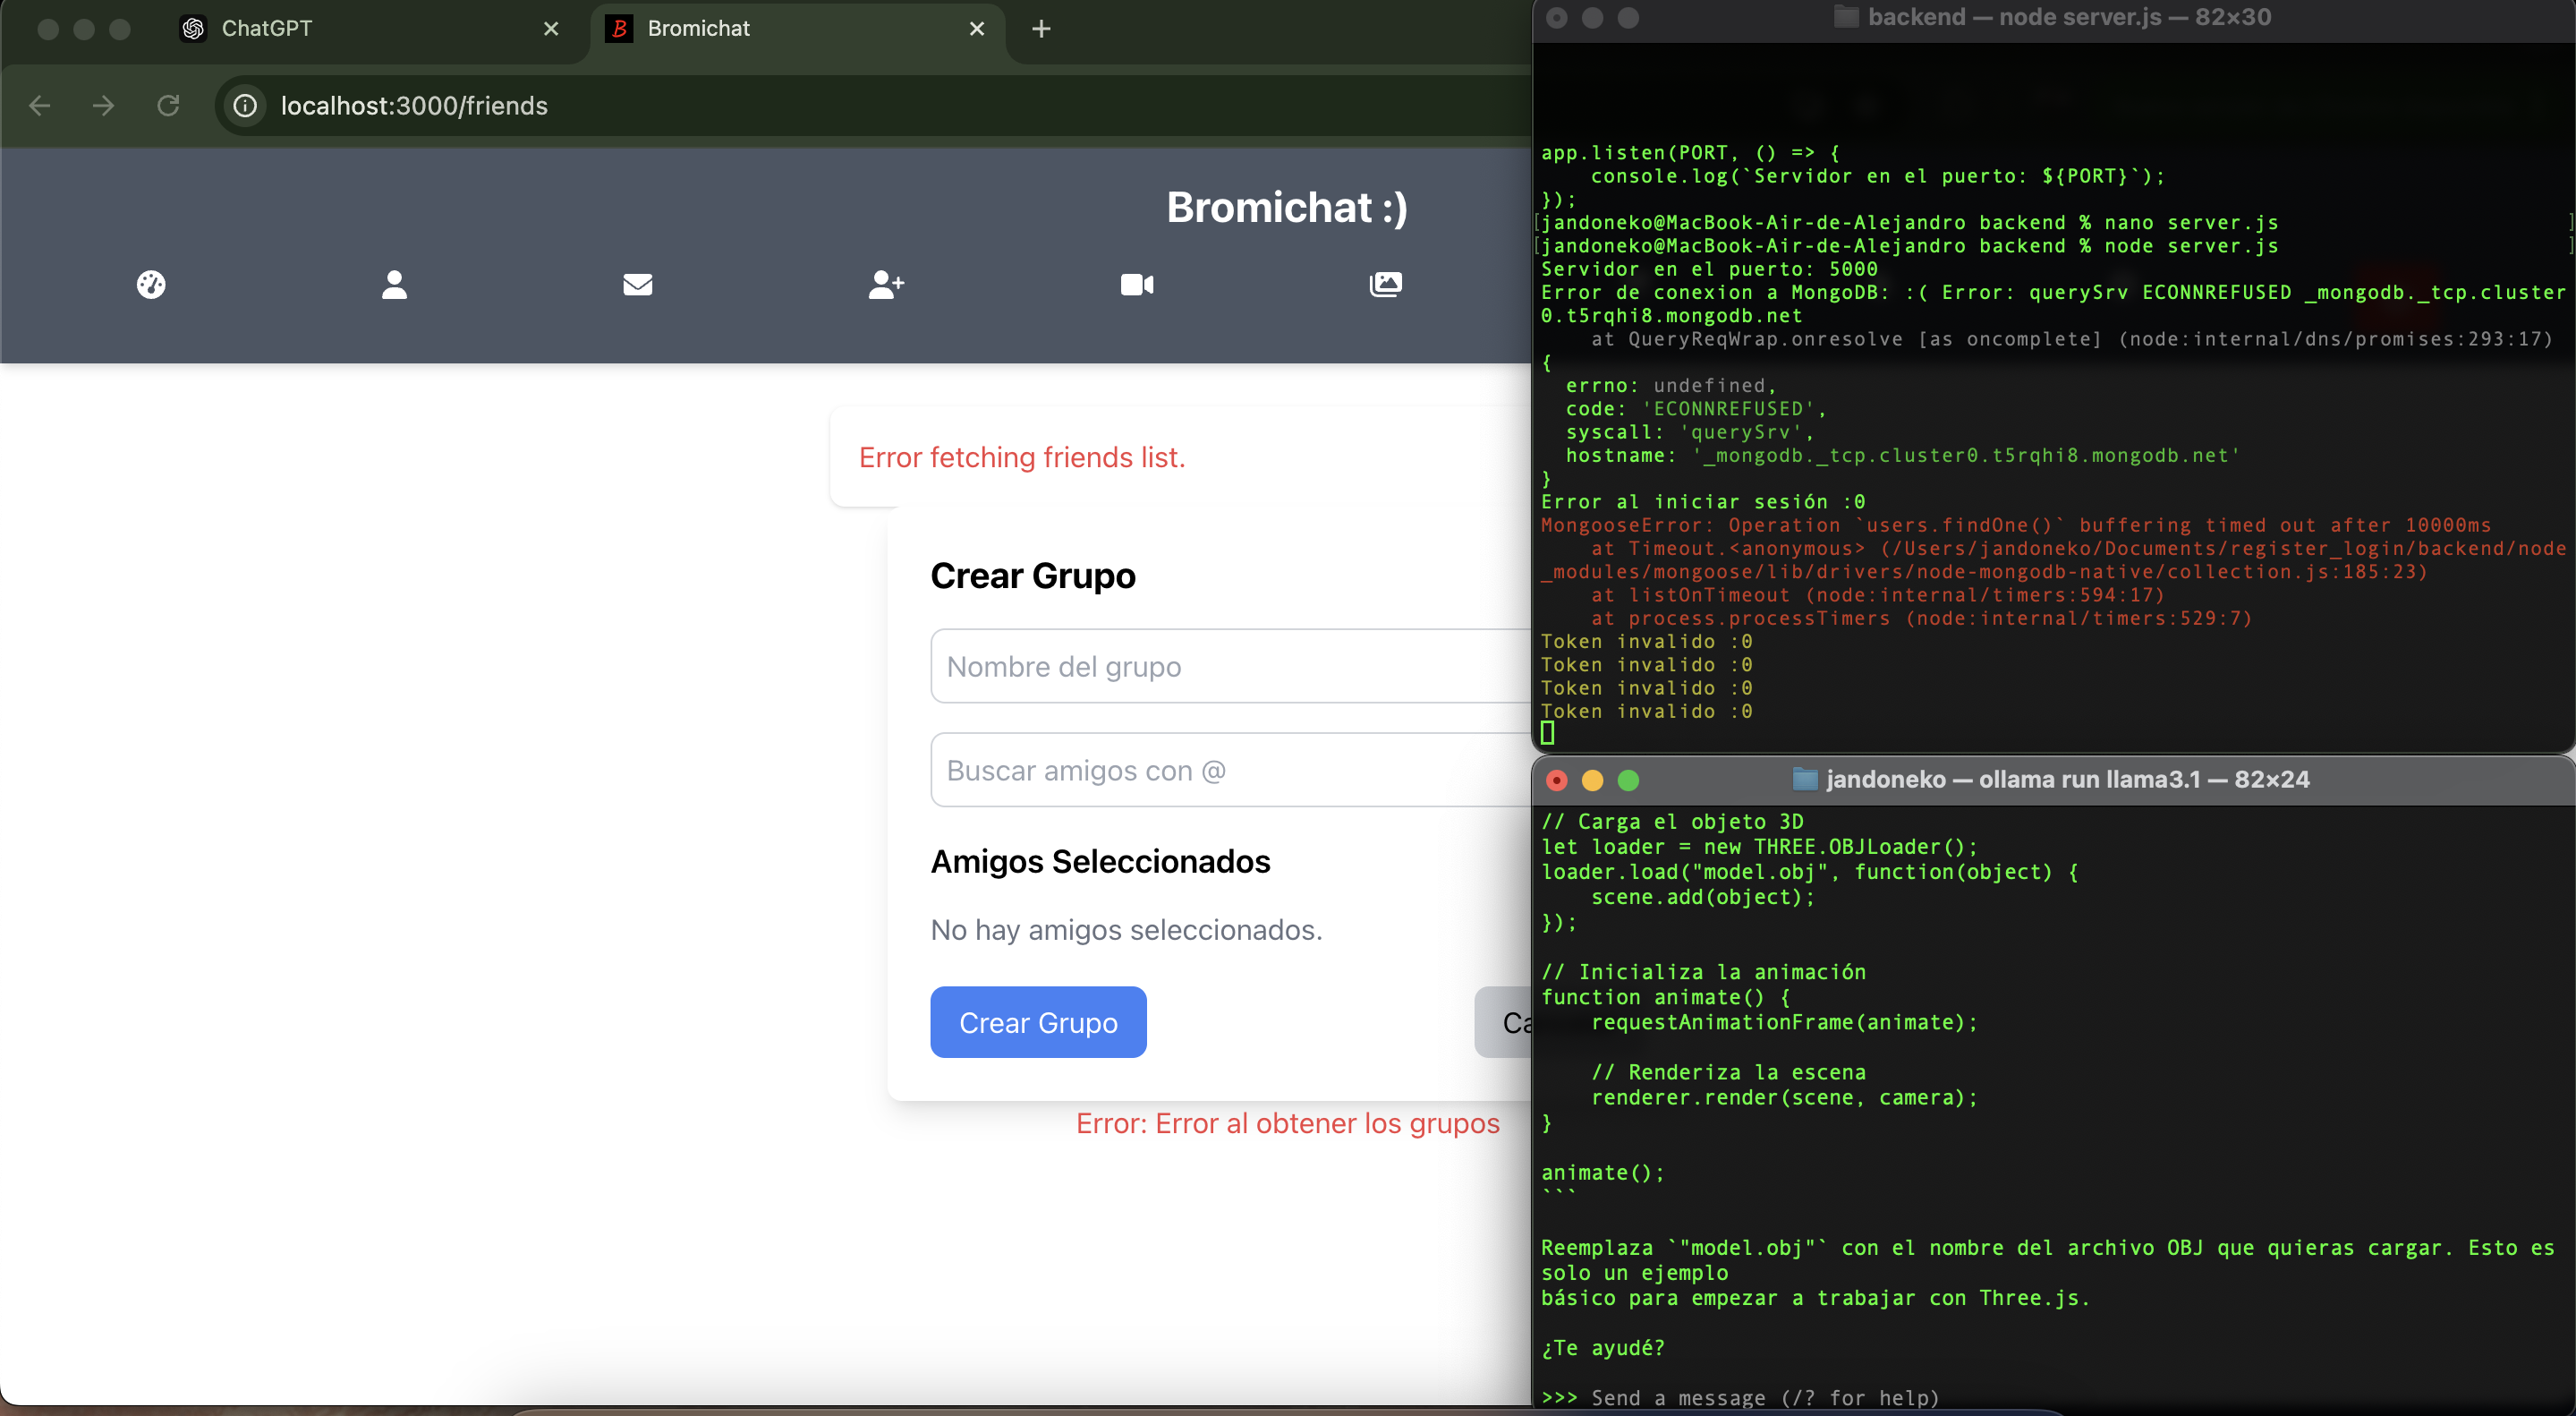 ChatGPT
Bromichat
localhost:3000/friends
Bromichat :)
Error fetching friends list.
Crear Grupo
Nombre del grupo
Buscar amigos con @
Amigos Seleccionados
No hay amigos seleccionados.
Crear Grupo
Ca
Error: Error al obtener los grupos
backend — node server.js — 82×30
app.listen(PORT, () => {
    console.log(`Servidor en el puerto: ${PORT}`);
});
[jandoneko@MacBook-Air-de-Alejandro backend % nano server.js ]
[jandoneko@MacBook-Air-de-Alejandro backend % node server.js ]
Servidor en el puerto: 5000
Error de conexion a MongoDB: :( Error: querySrv ECONNREFUSED _mongodb._tcp.cluster
0.t5rqhi8.mongodb.net
    at QueryReqWrap.onresolve [as oncomplete] (node:internal/dns/promises:293:17)
{
  errno: undefined,
  code: 'ECONNREFUSED',
  syscall: 'querySrv',
  hostname: '_mongodb._tcp.cluster0.t5rqhi8.mongodb.net'
}
Error al iniciar sesión :0
MongooseError: Operation `users.findOne()` buffering timed out after 10000ms
    at Timeout.<anonymous> (/Users/jandoneko/Documents/register_login/backend/node
_modules/mongoose/lib/drivers/node-mongodb-native/collection.js:185:23)
    at listOnTimeout (node:internal/timers:594:17)
    at process.processTimers (node:internal/timers:529:7)
Token invalido :0
Token invalido :0
Token invalido :0
Token invalido :0
jandoneko — ollama run llama3.1 — 82×24
// Carga el objeto 3D
let loader = new THREE.OBJLoader();
loader.load("model.obj", function(object) {
    scene.add(object);
});
// Inicializa la animación
function animate() {
    requestAnimationFrame(animate);
    // Renderiza la escena
    renderer.render(scene, camera);
}
animate();
```
Reemplaza `"model.obj"` con el nombre del archivo OBJ que quieras cargar. Esto es
solo un ejemplo
básico para empezar a trabajar con Three.js.
¿Te ayudé?
>>> Send a message (/? for help)